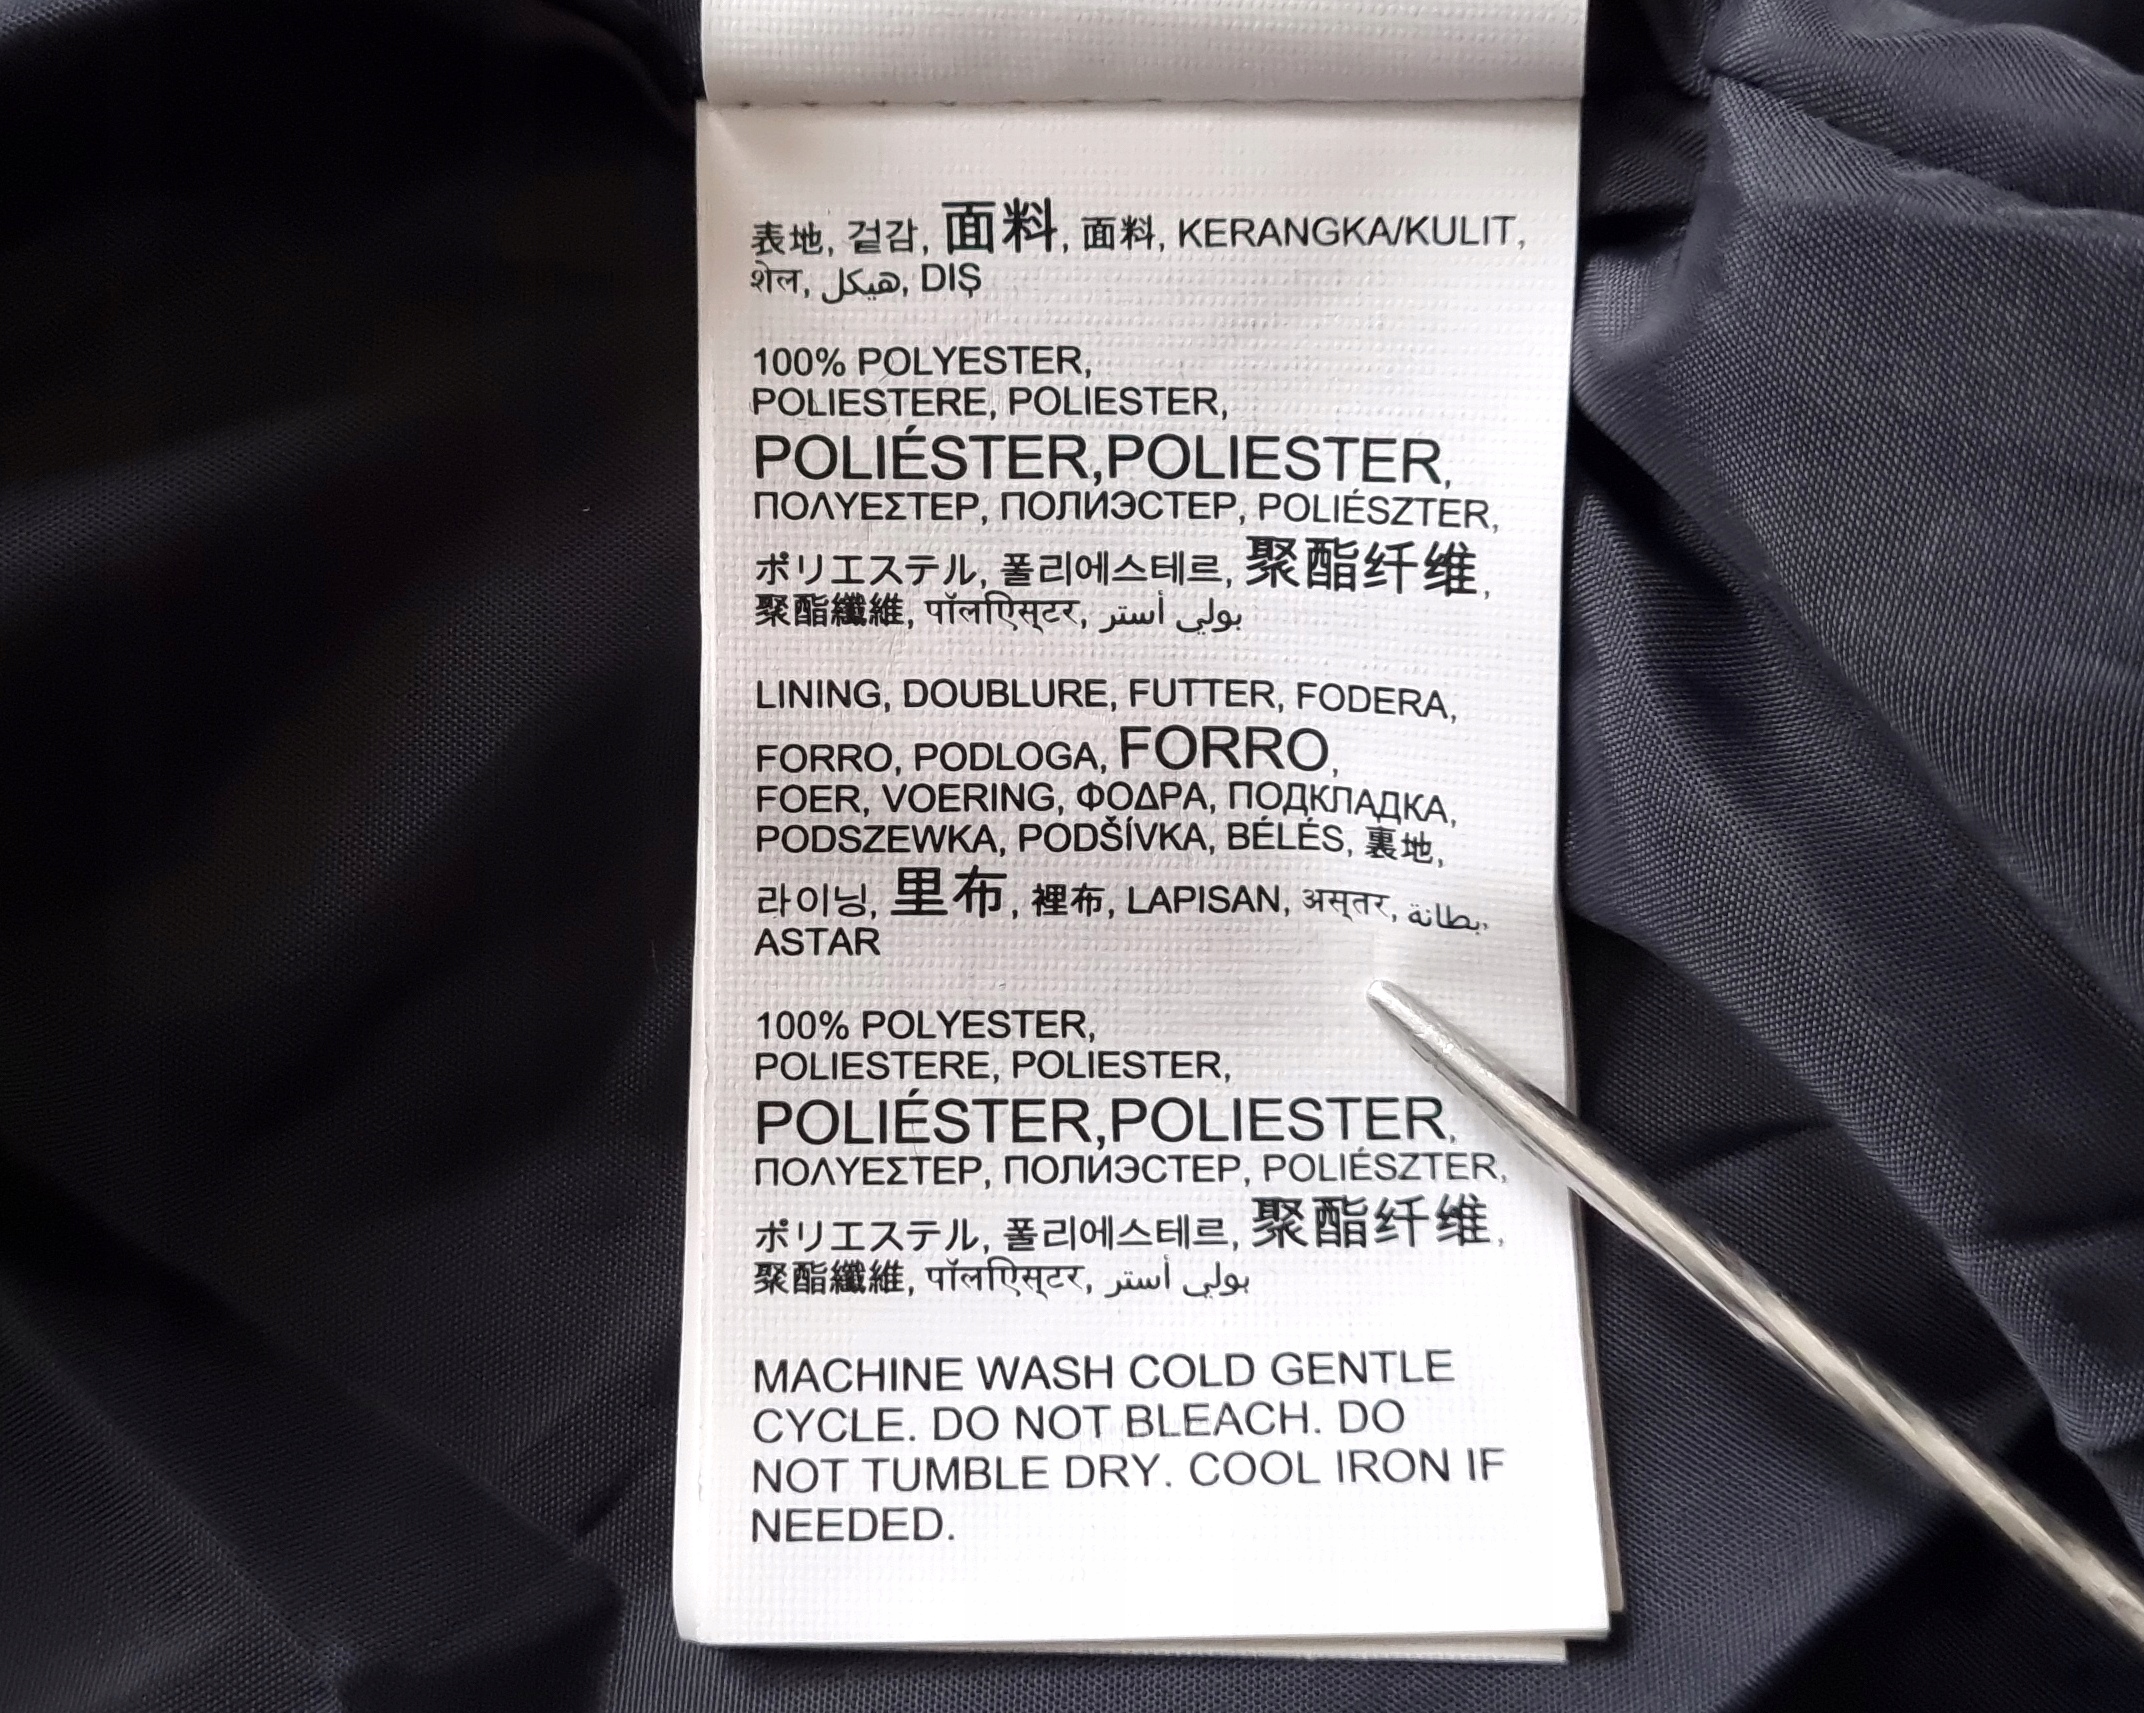 表地, 겉감, 面料, 面料, KERANGKA/KULIT,
शेल, هيكل, DIŞ
100% POLYESTER,
POLIESTERE, POLIESTER,
POLIÉSTER,POLIESTER,
ΠΟΛΥΕΣΤΕΡ, ПОЛИЭСТЕР, POLIÉSZTER,
ポリエステル, 폴리에스테르, 聚酯纤维,
聚酯纖維, पॉलएिस्टर, بولي أستر
LINING, DOUBLURE, FUTTER, FODERA,
FORRO, PODLOGA, FORRO,
FOER, VOERING, ΦΟΔΡΑ, ПОДКЛАДКА,
PODSZEWKA, PODŠÍVKA, BÉLÉS, 裏地,
라이닝, 里布, 裡布, LAPISAN, अस्तर, بطانة,
ASTAR
100% POLYESTER,
POLIESTERE, POLIESTER,
POLIÉSTER,POLIESTER,
ΠΟΛΥΕΣΤΕΡ, ПОЛИЭСТЕР, POLIÉSZTER,
ポリエステル, 폴리에스테르, 聚酯纤维,
聚酯纖維, पॉलएिस्टर, بولي أستر
MACHINE WASH COLD GENTLE
CYCLE. DO NOT BLEACH. DO
NOT TUMBLE DRY. COOL IRON IF
NEEDED.